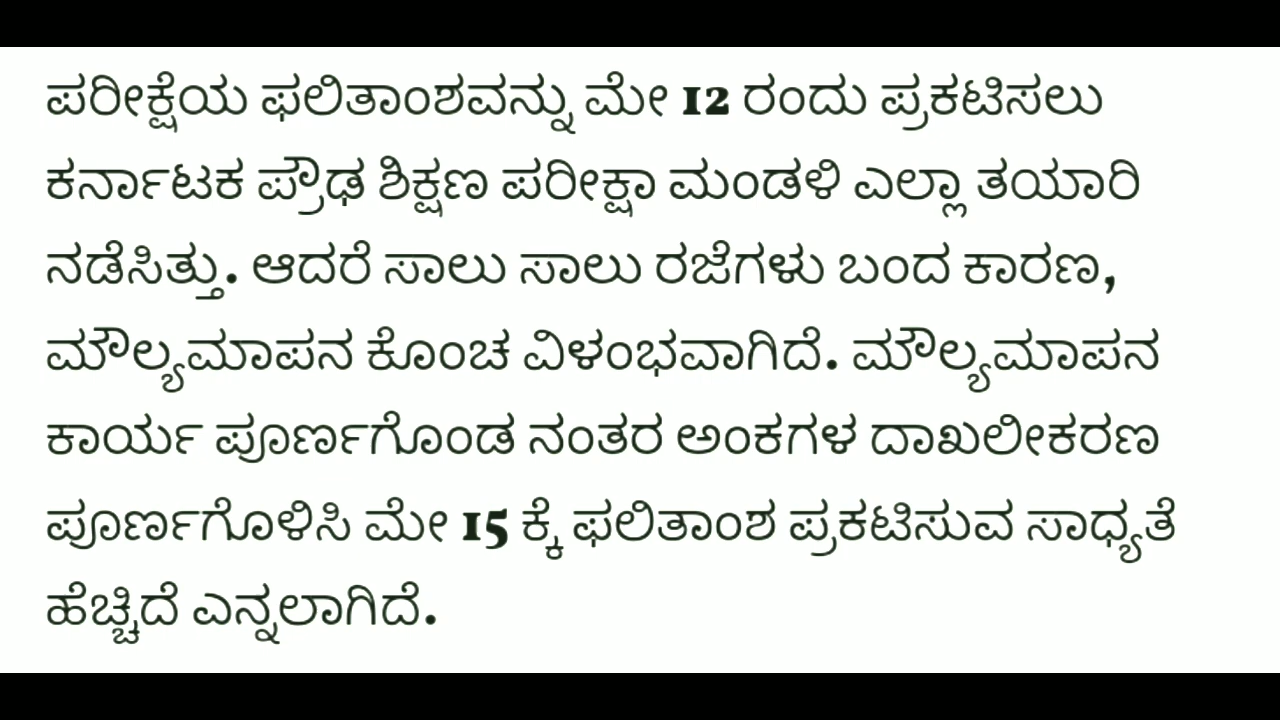 ಪರೀಕ್ಷೆಯ ಫಲಿತಾಂಶವನ್ನು ಮೇ 12 ರಂದು ಪ್ರಕಟಿಸಲು
ಕರ್ನಾಟಕ ಪ್ರೌಢ ಶಿಕ್ಷಣ ಪರೀಕ್ಷಾ ಮಂಡಳಿ ಎಲ್ಲಾ ತಯಾರಿ
ನಡೆಸಿತ್ತು. ಆದರೆ ಸಾಲು ಸಾಲು ರಜೆಗಳು ಬಂದ ಕಾರಣ,
ಮೌಲ್ಯಮಾಪನ ಕೊಂಚ ವಿಳಂಭವಾಗಿದೆ. ಮೌಲ್ಯಮಾಪನ
ಕಾರ್ಯ ಪೂರ್ಣಗೊಂಡ ನಂತರ ಅಂಕಗಳ ದಾಖಲೀಕರಣ
ಪೂರ್ಣಗೊಳಿಸಿ ಮೇ 15 ಕ್ಕೆ ಫಲಿತಾಂಶ ಪ್ರಕಟಿಸುವ ಸಾಧ್ಯತೆ
ಹೆಚ್ಚಿದೆ ಎನ್ನಲಾಗಿದೆ.